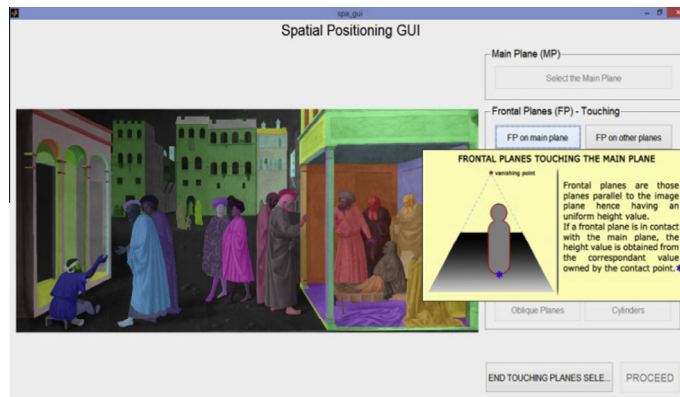 spa_gui
Spatial Positioning GUI
Main Plane (MP)
Select the Main Plane
Frontal Planes (FP) - Touching
FP on main plane
FP on other planes
FRONTAL PLANES TOUCHING THE MAIN PLANE
vanishing point
Frontal planes are those
planes parallel to the image
plane hence having an
uniform height value.
If a frontal plane is in contact
with the main plane, the
height value is obtained from
the correspondant value
owned by the contact point.
Oblique Planes
Cylinders
END TOUCHING PLANES SELE...
PROCEED